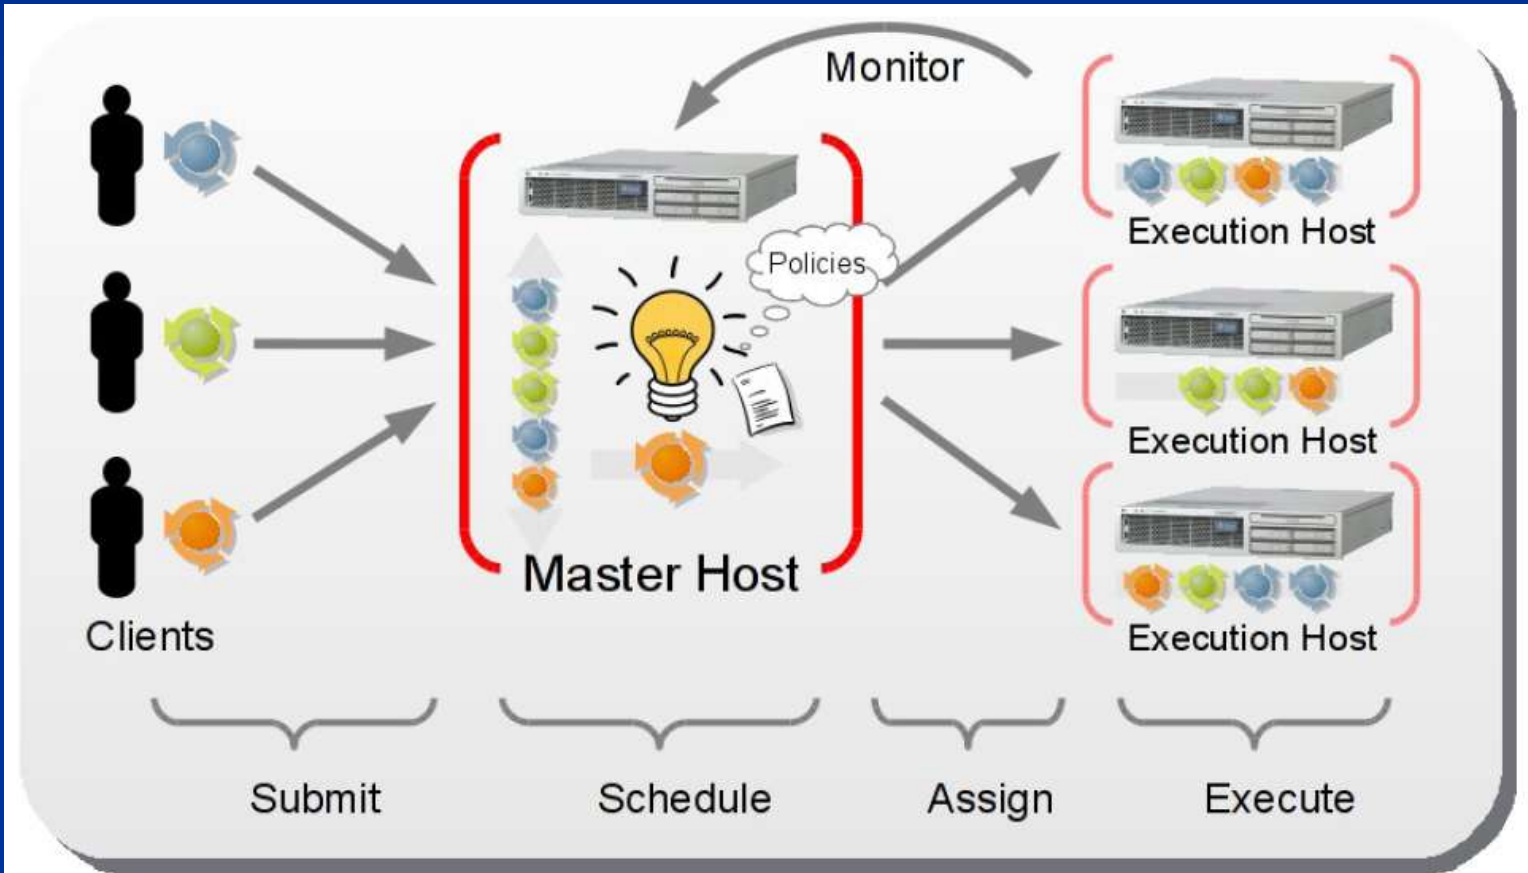 Monitor
Policies
Execution Host
Execution Host
Master Host
Execution Host
Clients
Submit
Schedule
Assign
Execute